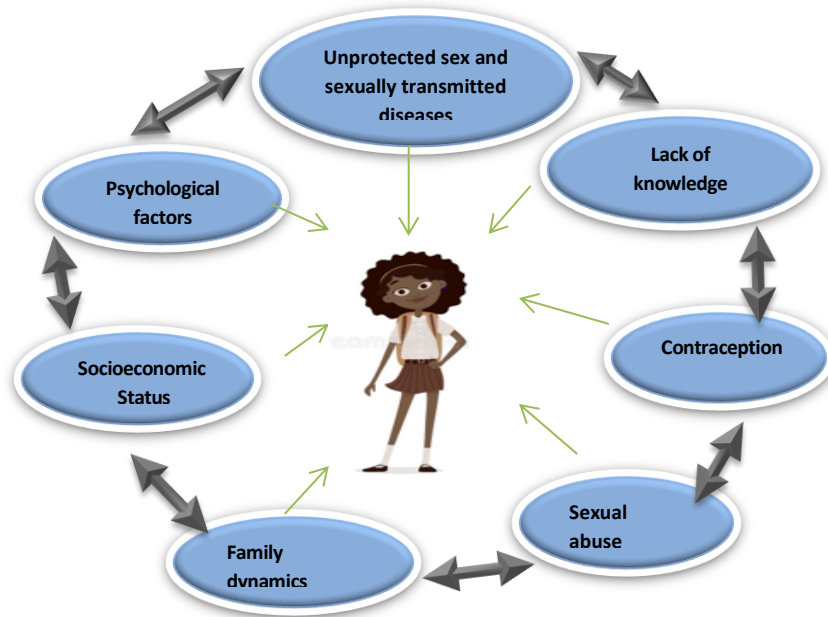 Unprotected sex and
sexually transmitted
diseases
Lack of
knowledge
Psychological
factors
Contraception
Socioeconomic
Status
Sexual
abuse
Family
dynamics